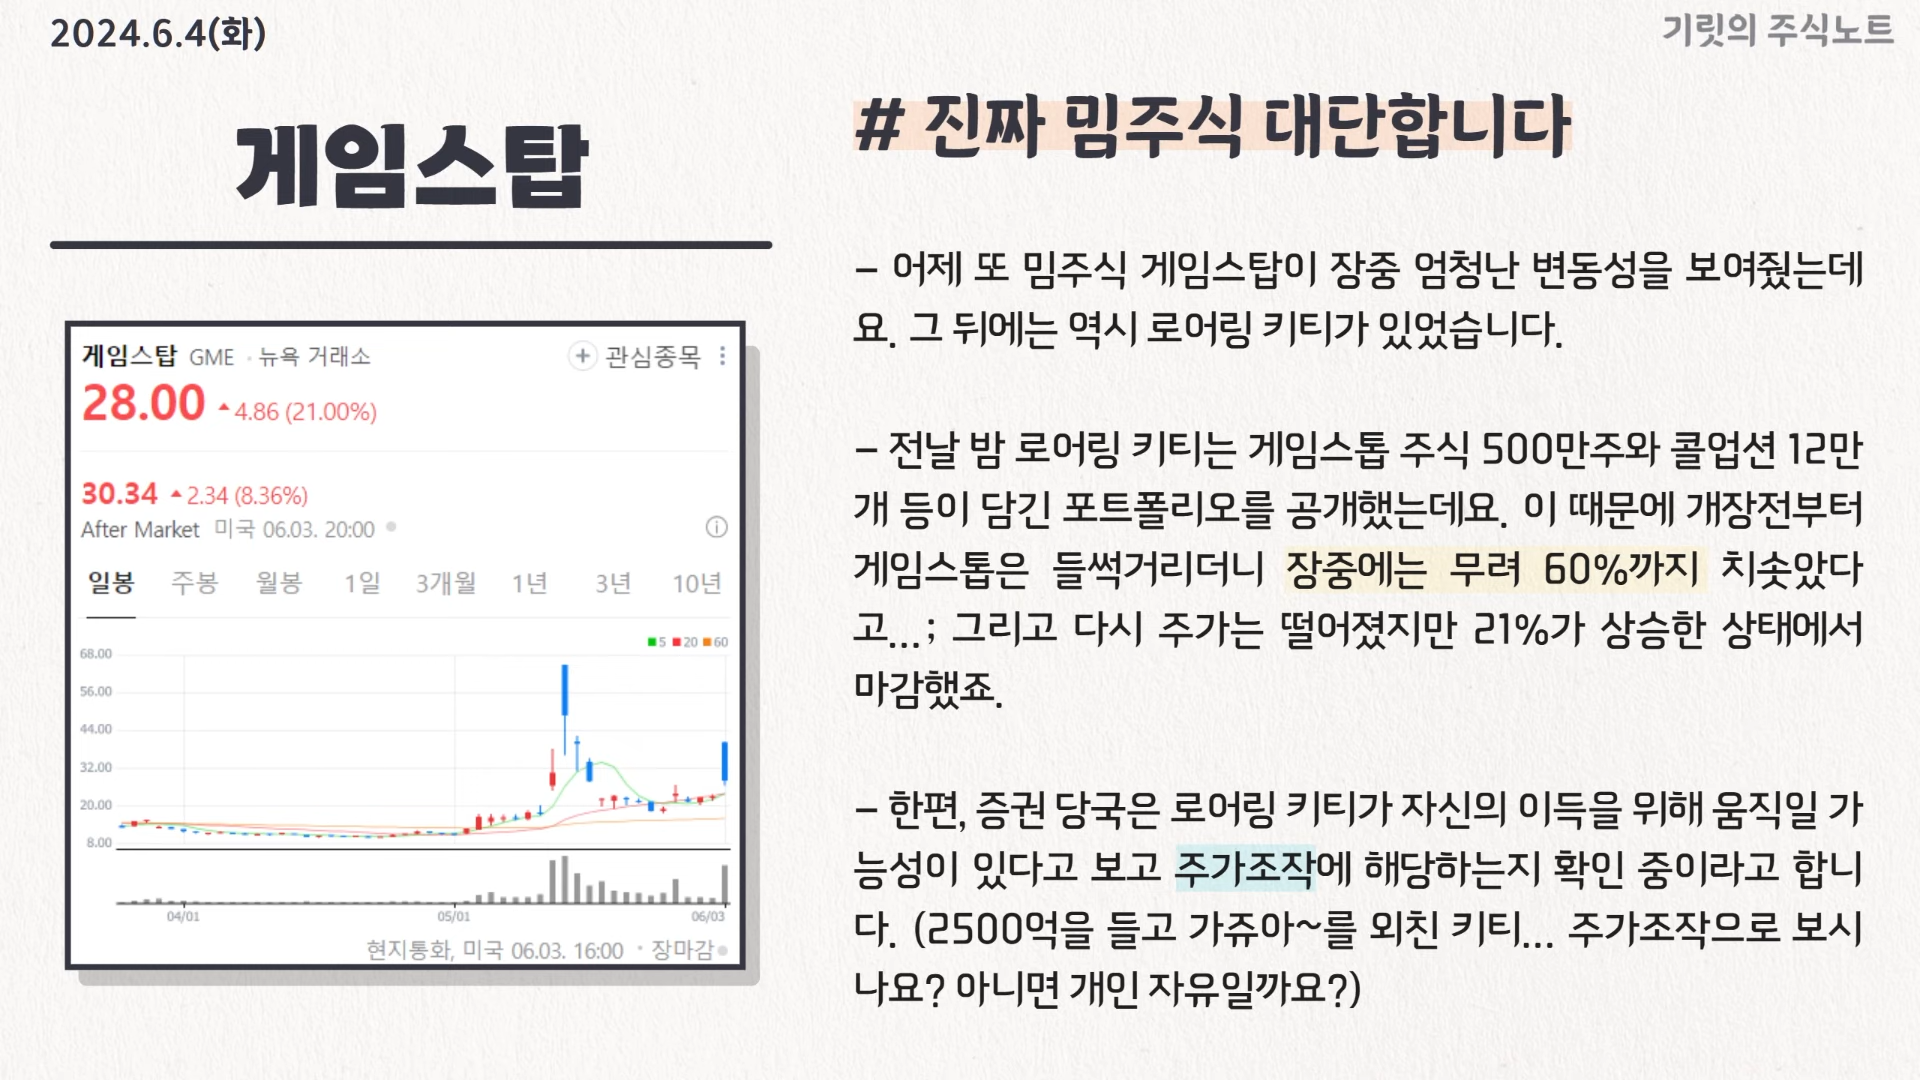 2024.6.4(화)
기릿의 주식노트
게임스탑
게임스탑 GME · 뉴욕 거래소
+ 관심종목
28.00 ▲4.86 (21.00%)
30.34 ▲2.34 (8.36%)
After Market 미국 06.03. 20:00
일봉 주봉 월봉 1일 3개월 1년 3년 10년
5 20 60
68.00
56.00
44.00
32.00
20.00
8.00
04/01 05/01 06/03
현지통화, 미국 06.03. 16:00 · 장마감
# 진짜 밈주식 대단합니다
– 어제 또 밈주식 게임스탑이 장중 엄청난 변동성을 보여줬는데
요. 그 뒤에는 역시 로어링 키티가 있었습니다.
– 전날 밤 로어링 키티는 게임스톱 주식 500만주와 콜업션 12만
개 등이 담긴 포트폴리오를 공개했는데요. 이 때문에 개장전부터
게임스톱은 들썩거리더니 장중에는 무려 60%까지 치솟았다
고...; 그리고 다시 주가는 떨어졌지만 21%가 상승한 상태에서
마감했죠.
– 한편, 증권 당국은 로어링 키티가 자신의 이득을 위해 움직일 가
능성이 있다고 보고 주가조작에 해당하는지 확인 중이라고 합니
다. (2500억을 들고 가쥬아~를 외친 키티... 주가조작으로 보시
나요? 아니면 개인 자유일까요?)